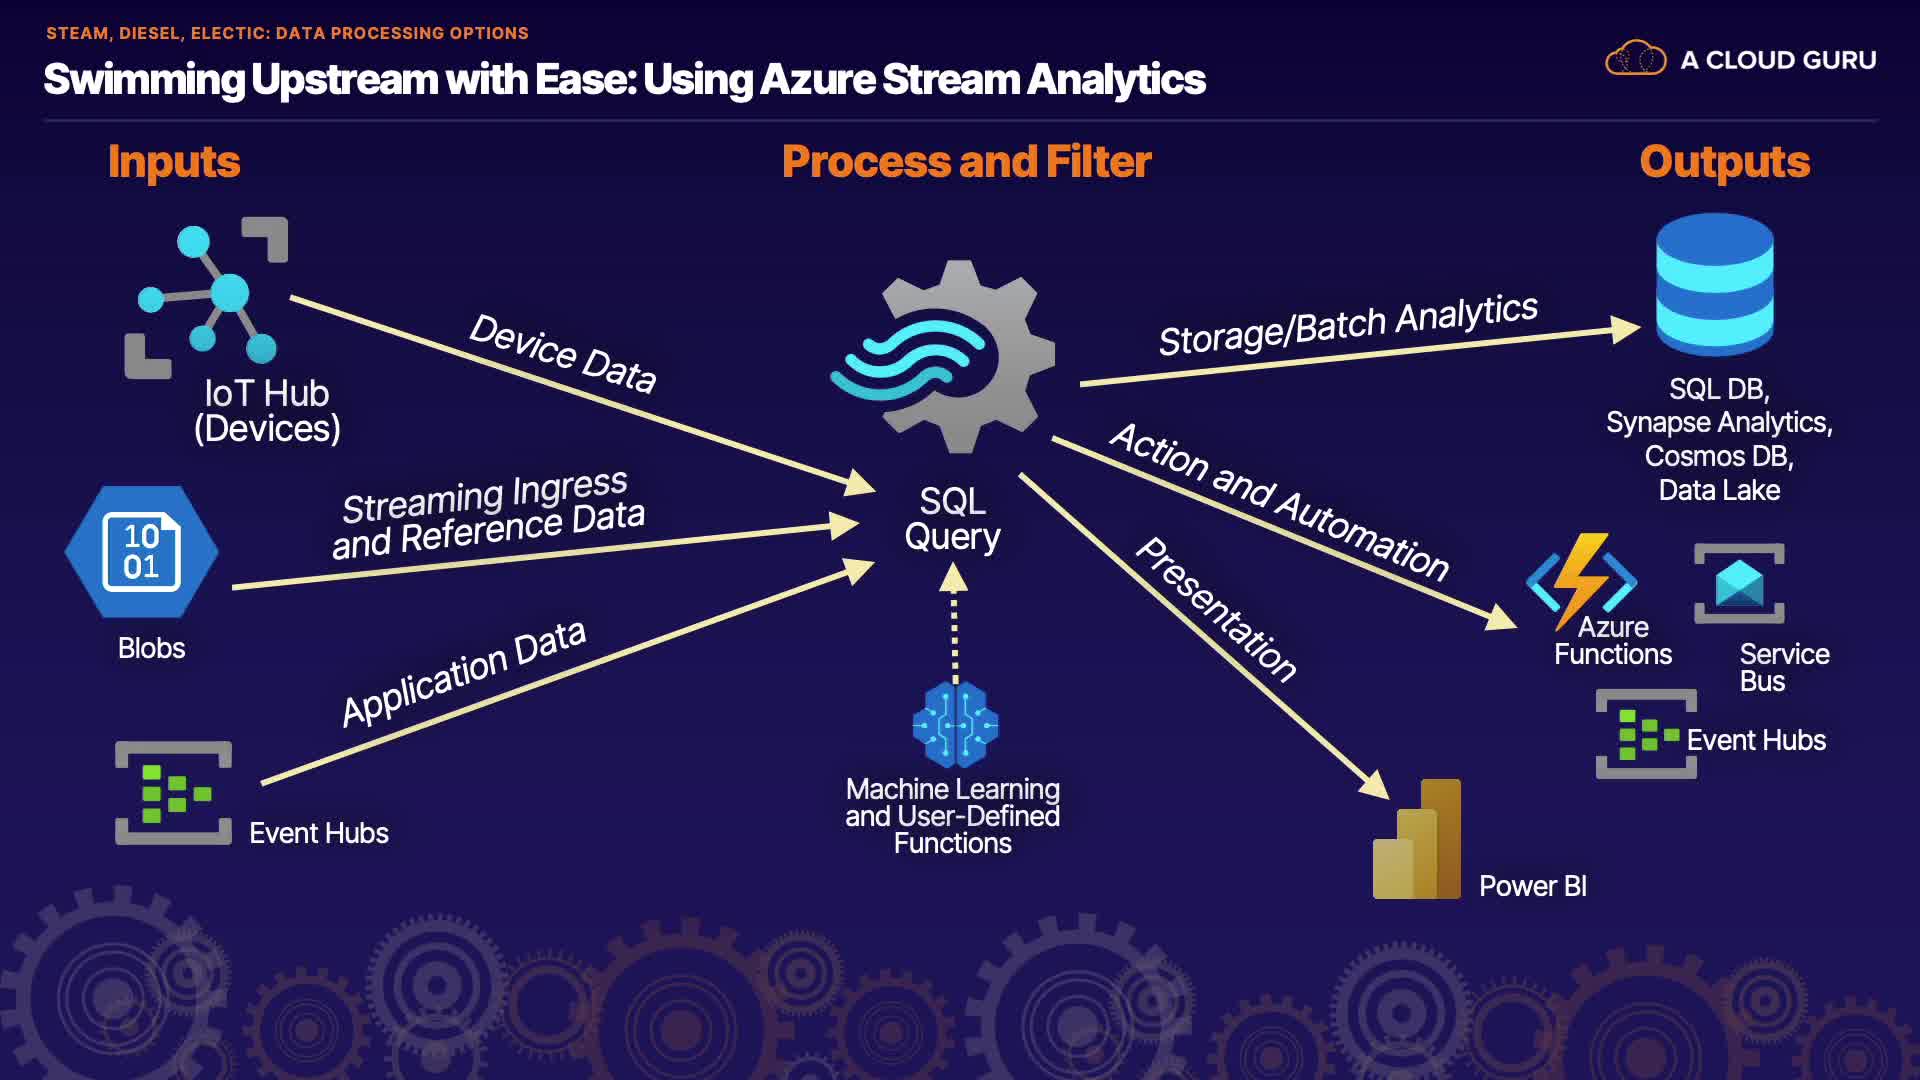 STEAM, DIESEL, ELECTIC: DATA PROCESSING OPTIONS
Swimming Upstream with Ease: Using Azure Stream Analytics
A CLOUD GURU
Inputs
Process and Filter
Outputs
IoT Hub
(Devices)
Device Data
Streaming Ingress
and Reference Data
10
01
Blobs
Application Data
Event Hubs
SQL
Query
Machine Learning
and User-Defined
Functions
Storage/Batch Analytics
Action and Automation
Presentation
SQL DB,
Synapse Analytics,
Cosmos DB,
Data Lake
Azure
Functions
Service
Bus
Event Hubs
Power BI